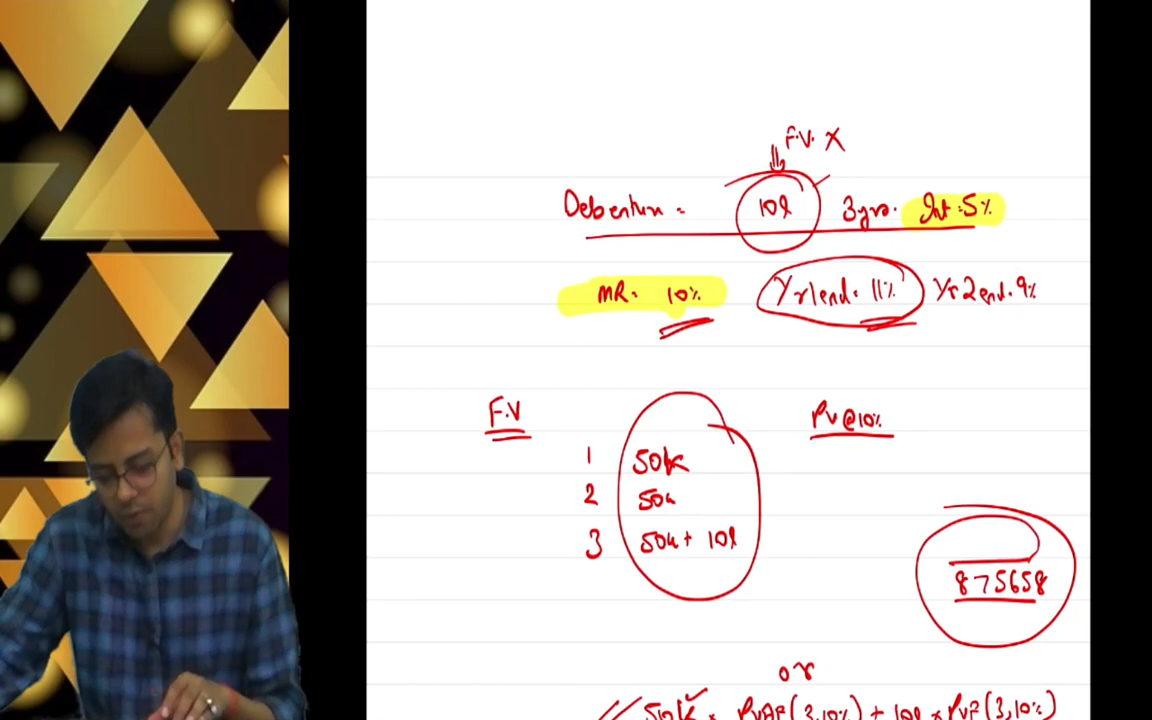 F.V. X
Debenture = 10l 3yrs. Int = 5%
MR = 10% Yr1end = 11% Yr2end = 9%
F.V PV@10%
1 50k
2 50k
3 50k + 10l
875658
or
50k × PVAF(3,10%) + 10l × PVF(3,10%)